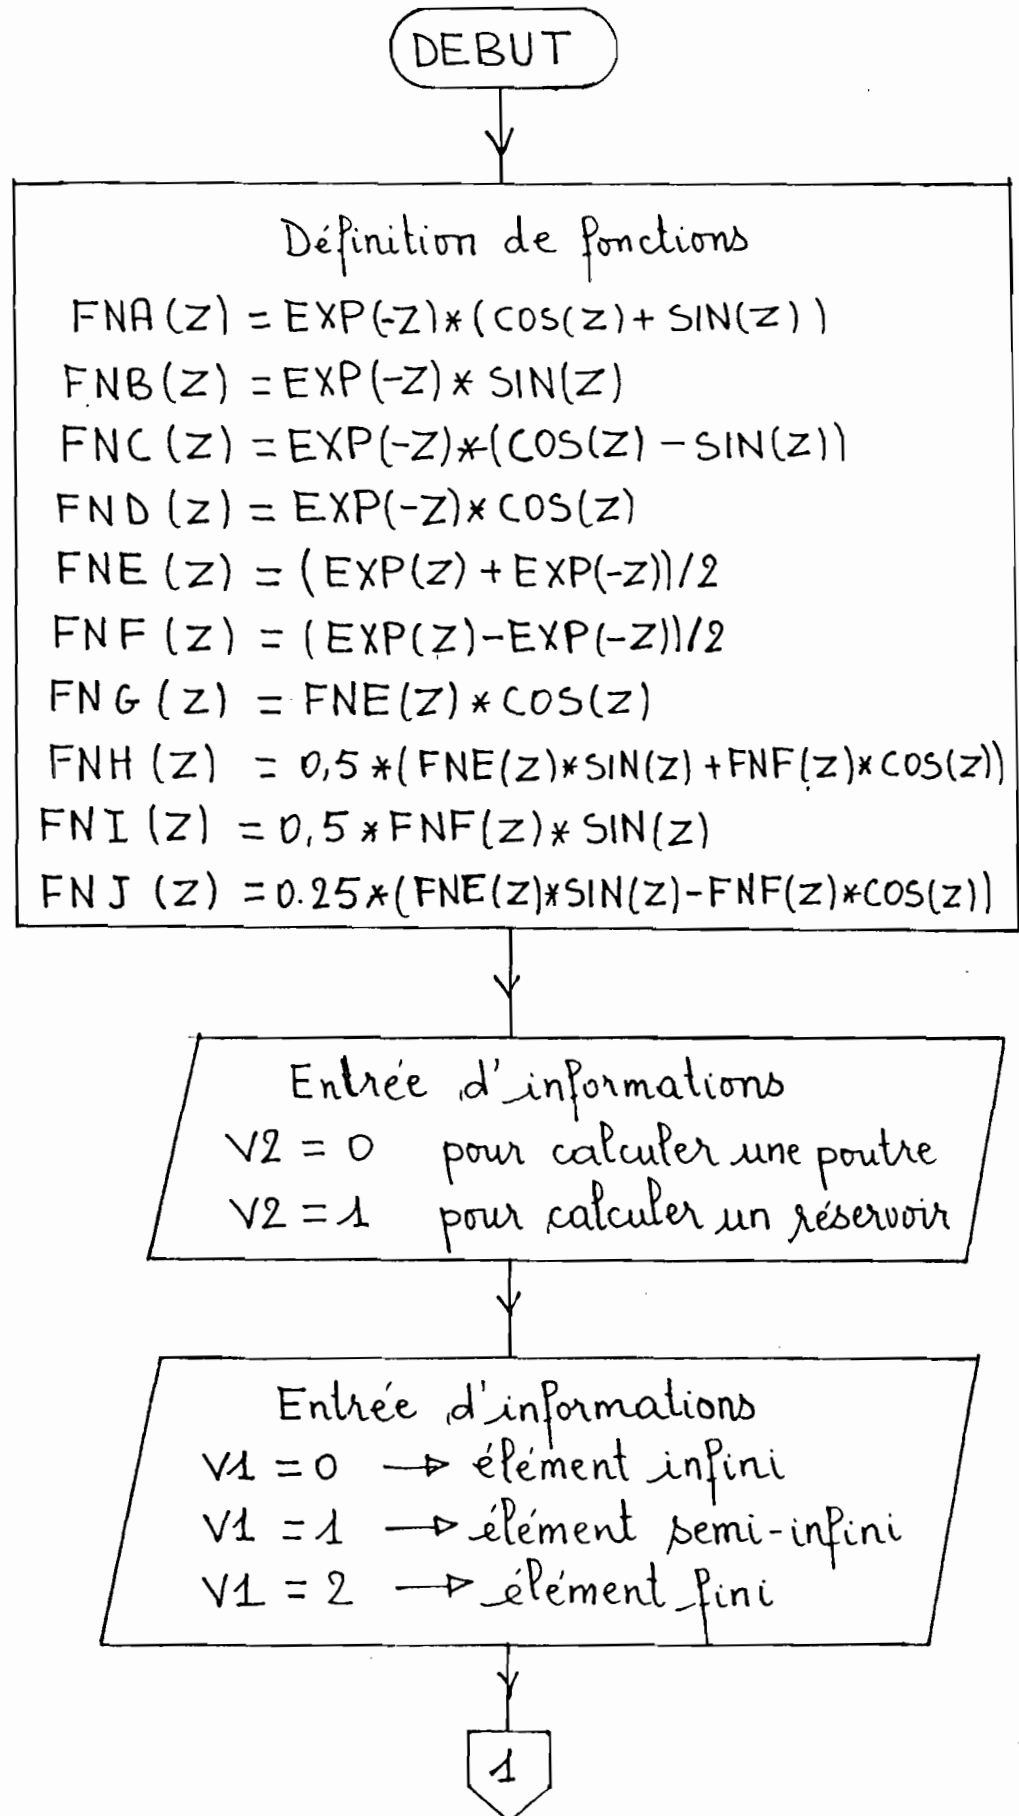 DEBUT
Définition de fonctions
FNA (Z) = EXP(-Z)*(COS(Z)+ SIN(Z))
FNB (Z) = EXP(-Z)* SIN(Z)
FNC (Z) = EXP(-Z)*(COS(Z) - SIN(Z))
FND (Z) = EXP(-Z)* COS(Z)
FNE (Z) = (EXP(Z) + EXP(-Z))/2
FNF (Z) = (EXP(Z)-EXP(-Z))/2
FNG (Z) = FNE(Z)* COS(Z)
FNH (Z) = 0,5 *(FNE(Z)*SIN(Z)+FNF(Z)*COS(Z))
FNI (Z) = 0,5 *FNF(Z)* SIN(Z)
FNJ (Z) = 0.25*(FNE(Z)*SIN(Z)-FNF(Z)*COS(Z))
Entrée d'informations
V2 = 0 pour calculer une poutre
V2 = 1 pour calculer un réservoir
Entrée d'informations
V1 = 0 → élément infini
V1 = 1 → élément semi-infini
V1 = 2 → élément fini
1